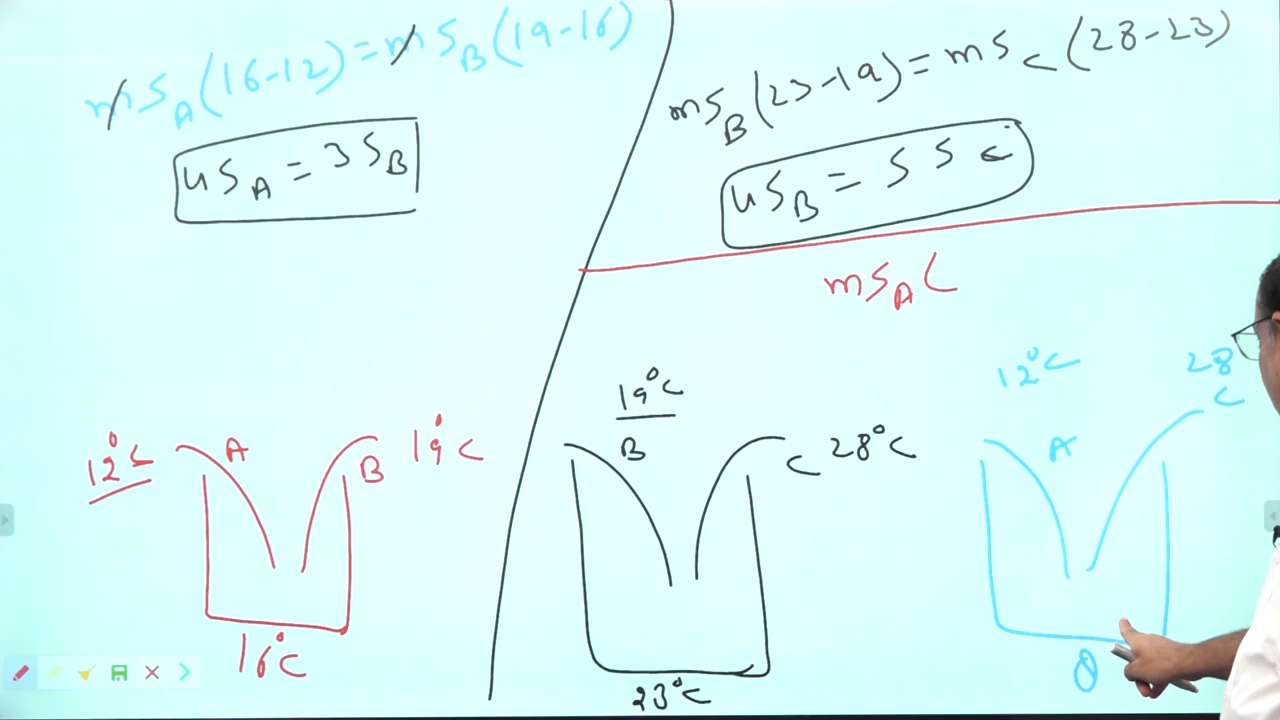 mS_A(16-12)=mS_B(19-16)
4S_A = 3S_B
mS_B(23-19)=mS_C(28-23)
4S_B = 5S_C
mS_A(
12°C A B 19°C
16°C
19°C
B C 28°C
23°C
12°C 28
A C
θ